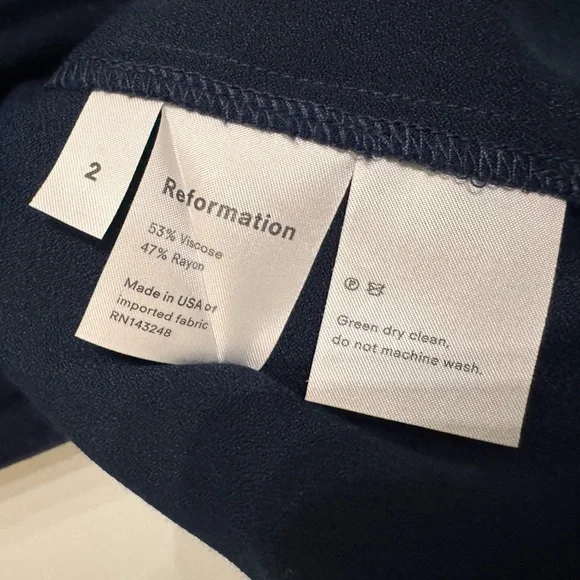 2
Reformation
53% Viscose
47% Rayon
Made in USA of
imported fabric
RN143248
P
Green dry clean,
do not machine wash.